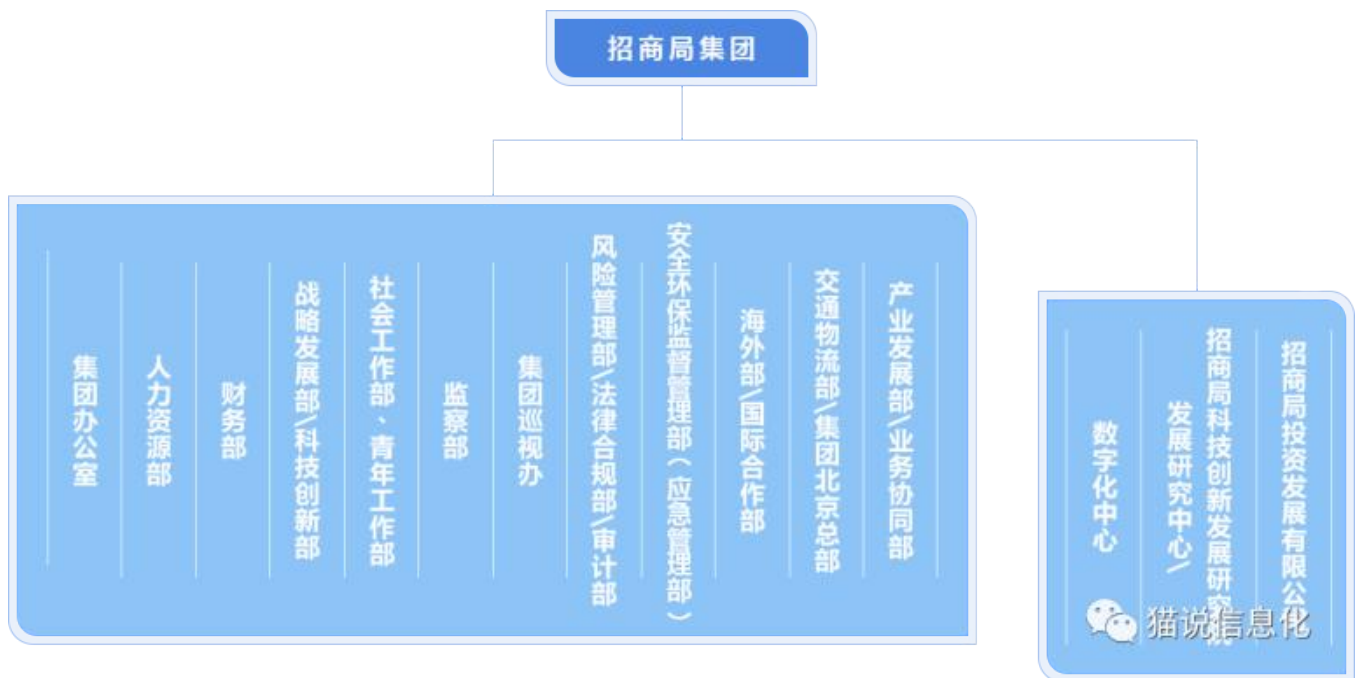 招商局集团
集团办公室
人力资源部
财务部
战略发展部\科技创新部
社会工作部、青年工作部
监察部
集团巡视办
风险管理部\法律合规部\审计部
安全环保监督管理部(应急管理部)
海外部\国际合作部
交通物流部\集团北京总部
产业发展部\业务协同部
数字化中心
发展研究中心\
招商局科技创新发展研究院
招商局投资发展有限公
猫说信息化